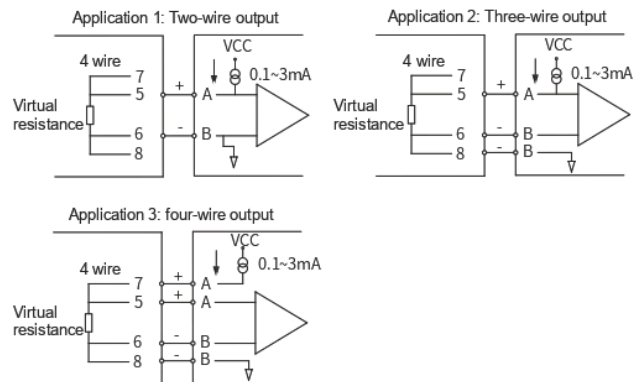 Application 1: Two-wire output
VCC
4 wire
0.1~3mA
7
5
+
A
Virtual
resistance
6
-
B
8
Application 2: Three-wire output
VCC
4 wire
0.1~3mA
7
5
+
A
Virtual
resistance
6
-
B
8
-
B
Application 3: four-wire output
VCC
4 wire
0.1~3mA
7
+
A
5
+
A
Virtual
resistance
6
-
B
8
-
B